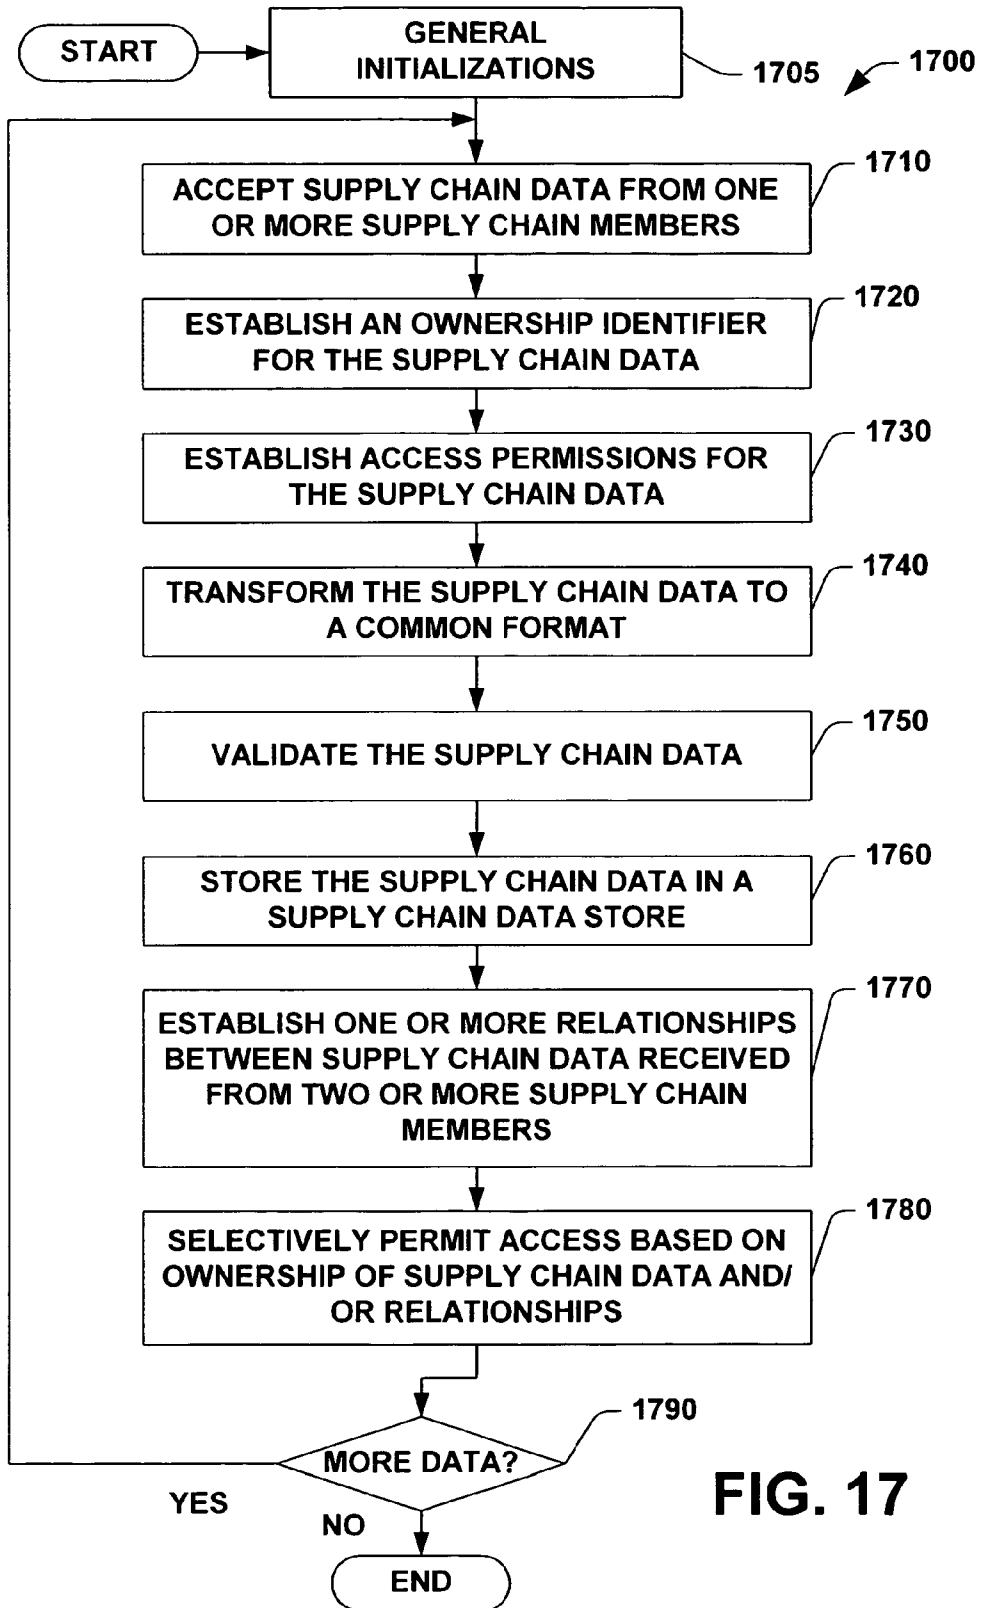 START
GENERAL
INITIALIZATIONS
1705
1700
1710
ACCEPT SUPPLY CHAIN DATA FROM ONE
OR MORE SUPPLY CHAIN MEMBERS
1720
ESTABLISH AN OWNERSHIP IDENTIFIER
FOR THE SUPPLY CHAIN DATA
1730
ESTABLISH ACCESS PERMISSIONS FOR
THE SUPPLY CHAIN DATA
1740
TRANSFORM THE SUPPLY CHAIN DATA TO
A COMMON FORMAT
1750
VALIDATE THE SUPPLY CHAIN DATA
1760
STORE THE SUPPLY CHAIN DATA IN A
SUPPLY CHAIN DATA STORE
1770
ESTABLISH ONE OR MORE RELATIONSHIPS
BETWEEN SUPPLY CHAIN DATA RECEIVED
FROM TWO OR MORE SUPPLY CHAIN
MEMBERS
1780
SELECTIVELY PERMIT ACCESS BASED ON
OWNERSHIP OF SUPPLY CHAIN DATA AND/
OR RELATIONSHIPS
1790
MORE DATA?
YES
NO
FIG. 17
END